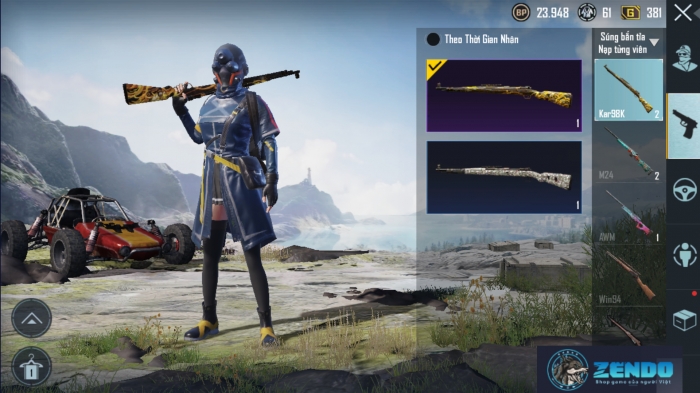 BP 23.948 61 G 381
Theo Thời Gian Nhận
Súng bắn tỉa
Nạp từng viên
1
Kar98K 2
1
M24 2
AWM 1
Win94
ZENDO
Shop game của người Việt